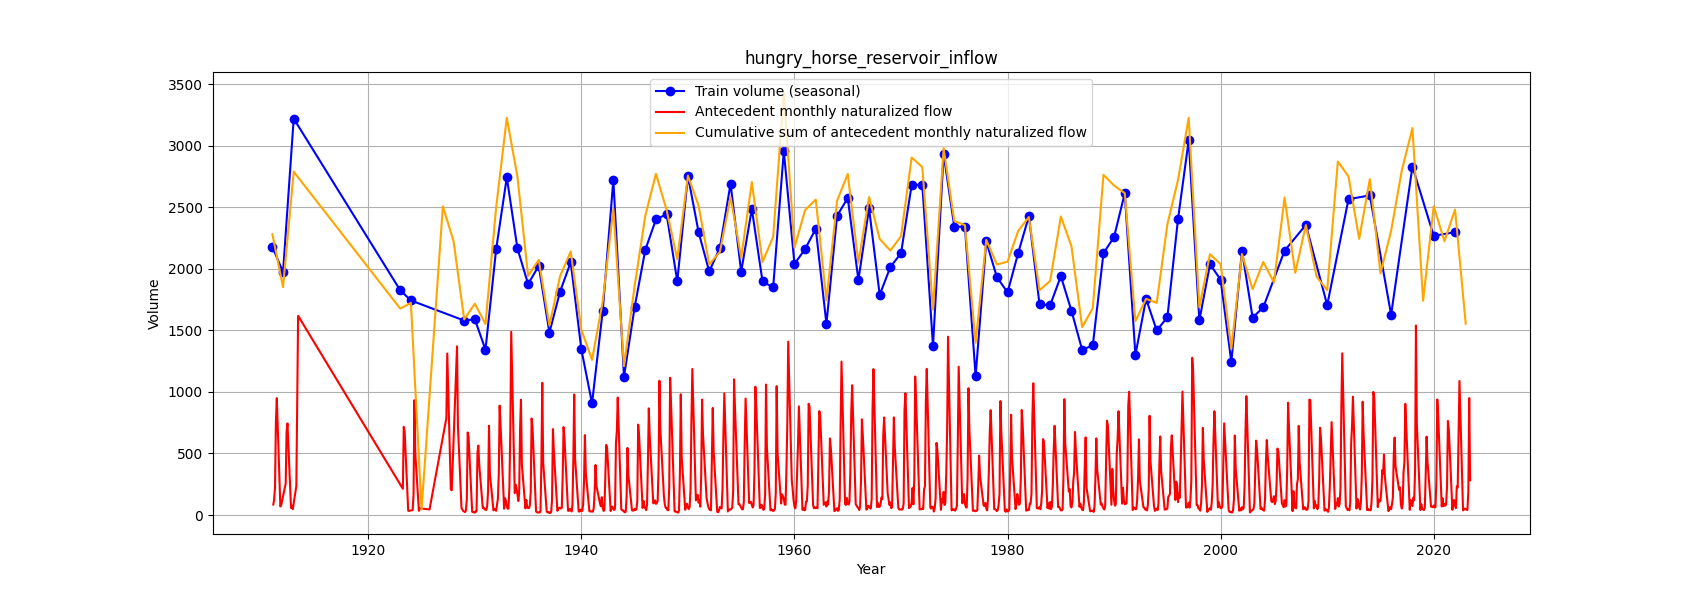 hungry_horse_reservoir_inflow
Train volume (seasonal)
Antecedent monthly naturalized flow
Cumulative sum of antecedent monthly naturalized flow
Volume
3500
3000
2500
2000
1500
1000
500
0
1920
1940
1960
1980
2000
2020
Year